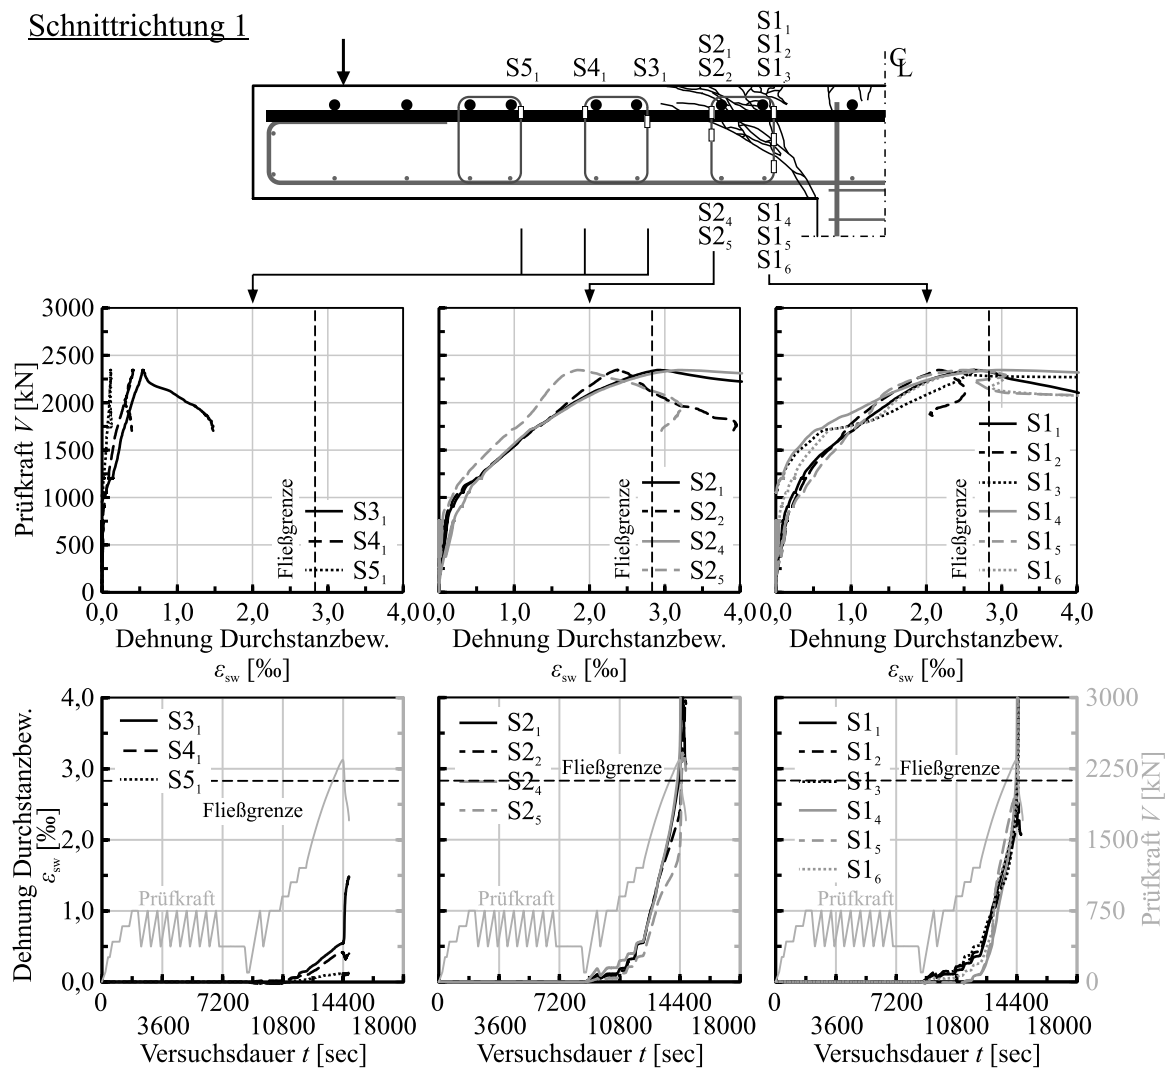 Schnittrichtung 1
S1₁
S2₁ S1₂
S5₁ S4₁ S3₁ S2₂ S1₃
CL
S2₄ S1₄
S2₅ S1₅
S1₆
Prüfkraft V [kN]
3000
2500
2000
1500
1000
500
0
Fließgrenze
S3₁
S4₁
S5₁
0,0 1,0 2,0 3,0 4,0
Dehnung Durchstanzbew.
εsw [‰]
Fließgrenze
S2₁
S2₂
S2₄
S2₅
0,0 1,0 2,0 3,0 4,0
Dehnung Durchstanzbew.
εsw [‰]
Fließgrenze
S1₁
S1₂
S1₃
S1₄
S1₅
S1₆
0,0 1,0 2,0 3,0 4,0
Dehnung Durchstanzbew.
εsw [‰]
Dehnung Durchstanzbew.
εsw [‰]
4,0
3,0
2,0
1,0
0,0
S3₁
S4₁
S5₁
Fließgrenze
Prüfkraft
0 7200 14400
3600 10800 18000
Versuchsdauer t [sec]
S2₁
S2₂
S2₄
S2₅
Fließgrenze
Prüfkraft
0 7200 14400
3600 10800 18000
Versuchsdauer t [sec]
S1₁
S1₂
S1₃
S1₄
S1₅
S1₆
Fließgrenze
Prüfkraft
0 7200 14400
3600 10800 18000
Versuchsdauer t [sec]
3000
2250
1500
750
0
Prüfkraft V [kN]